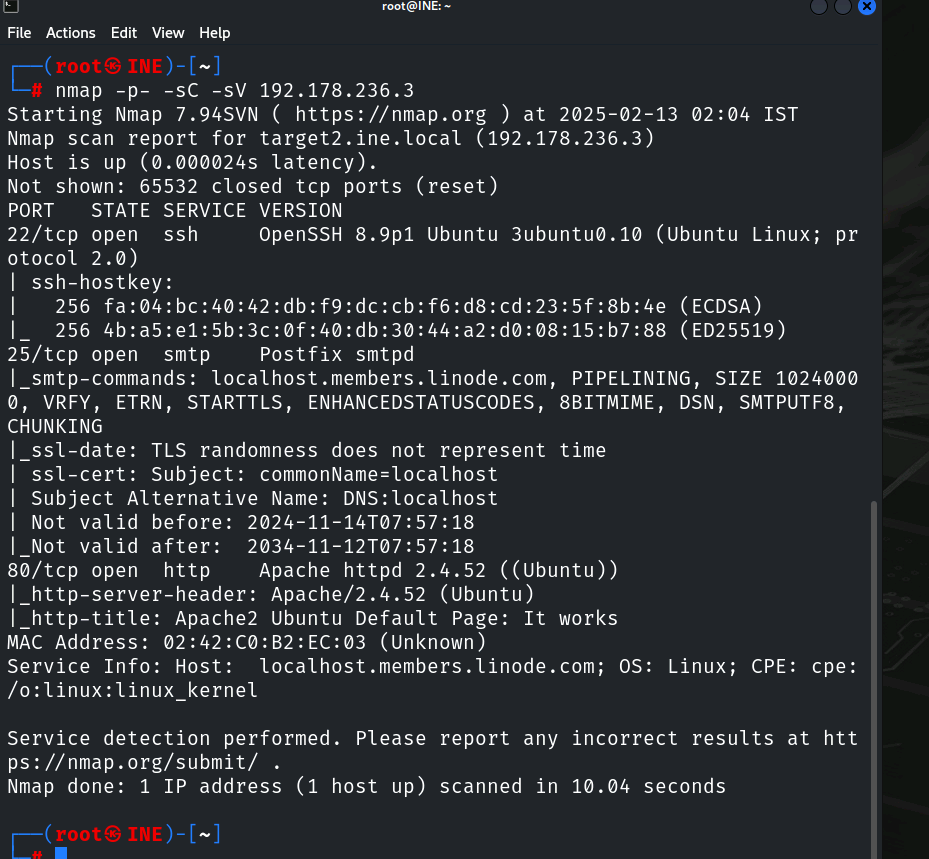 root@INE: ~
File Actions Edit View Help
┌──(root㉿INE)-[~]
└─# nmap -p- -sC -sV 192.178.236.3
Starting Nmap 7.94SVN ( https://nmap.org ) at 2025-02-13 02:04 IST
Nmap scan report for target2.ine.local (192.178.236.3)
Host is up (0.000024s latency).
Not shown: 65532 closed tcp ports (reset)
PORT   STATE SERVICE VERSION
22/tcp open  ssh     OpenSSH 8.9p1 Ubuntu 3ubuntu0.10 (Ubuntu Linux; pr
otocol 2.0)
| ssh-hostkey:
|   256 fa:04:bc:40:42:db:f9:dc:cb:f6:d8:cd:23:5f:8b:4e (ECDSA)
|_  256 4b:a5:e1:5b:3c:0f:40:db:30:44:a2:d0:08:15:b7:88 (ED25519)
25/tcp open  smtp    Postfix smtpd
|_smtp-commands: localhost.members.linode.com, PIPELINING, SIZE 1024000
0, VRFY, ETRN, STARTTLS, ENHANCEDSTATUSCODES, 8BITMIME, DSN, SMTPUTF8,
CHUNKING
|_ssl-date: TLS randomness does not represent time
| ssl-cert: Subject: commonName=localhost
| Subject Alternative Name: DNS:localhost
| Not valid before: 2024-11-14T07:57:18
|_Not valid after:  2034-11-12T07:57:18
80/tcp open  http    Apache httpd 2.4.52 ((Ubuntu))
|_http-server-header: Apache/2.4.52 (Ubuntu)
|_http-title: Apache2 Ubuntu Default Page: It works
MAC Address: 02:42:C0:B2:EC:03 (Unknown)
Service Info: Host:  localhost.members.linode.com; OS: Linux; CPE: cpe:
/o:linux:linux_kernel
Service detection performed. Please report any incorrect results at htt
ps://nmap.org/submit/ .
Nmap done: 1 IP address (1 host up) scanned in 10.04 seconds
┌──(root㉿INE)-[~]
└─#